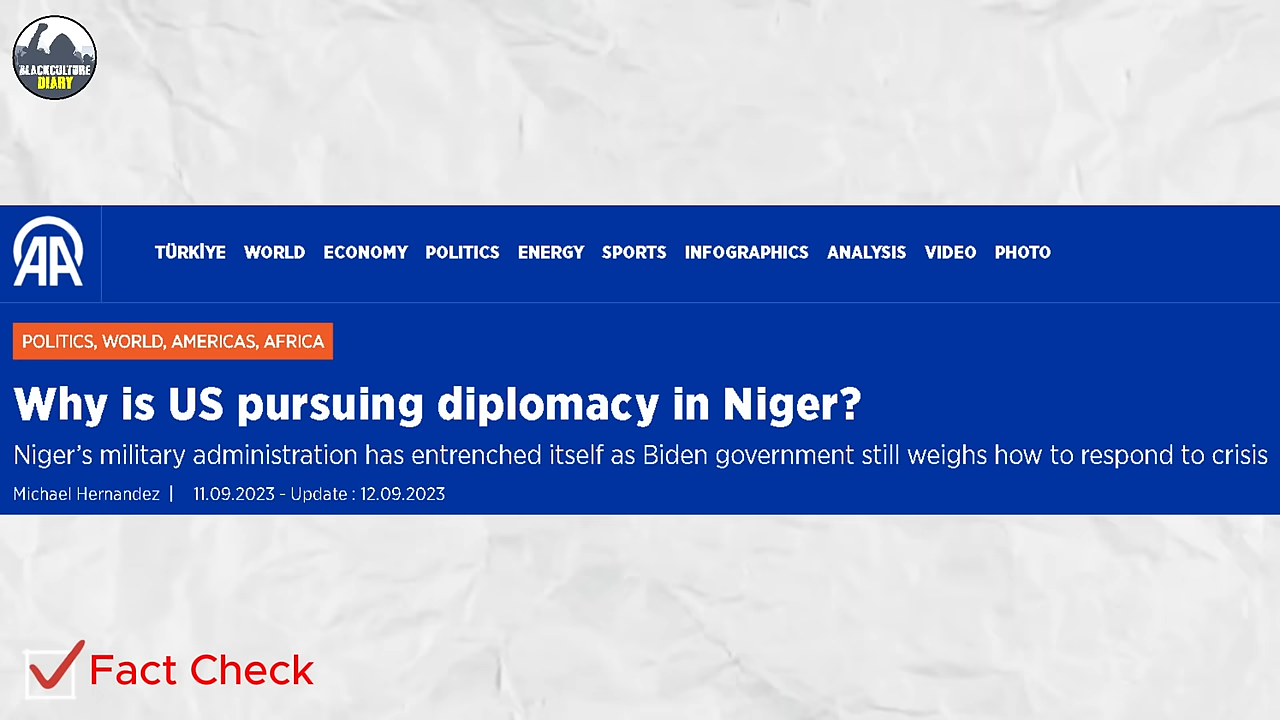 BLACKCULTURE
DIARY
AA
TÜRKİYE WORLD ECONOMY POLITICS ENERGY SPORTS INFOGRAPHICS ANALYSIS VIDEO PHOTO
POLITICS, WORLD, AMERICAS, AFRICA
Why is US pursuing diplomacy in Niger?
Niger's military administration has entrenched itself as Biden government still weighs how to respond to crisis
Michael Hernandez | 11.09.2023 - Update : 12.09.2023
Fact Check